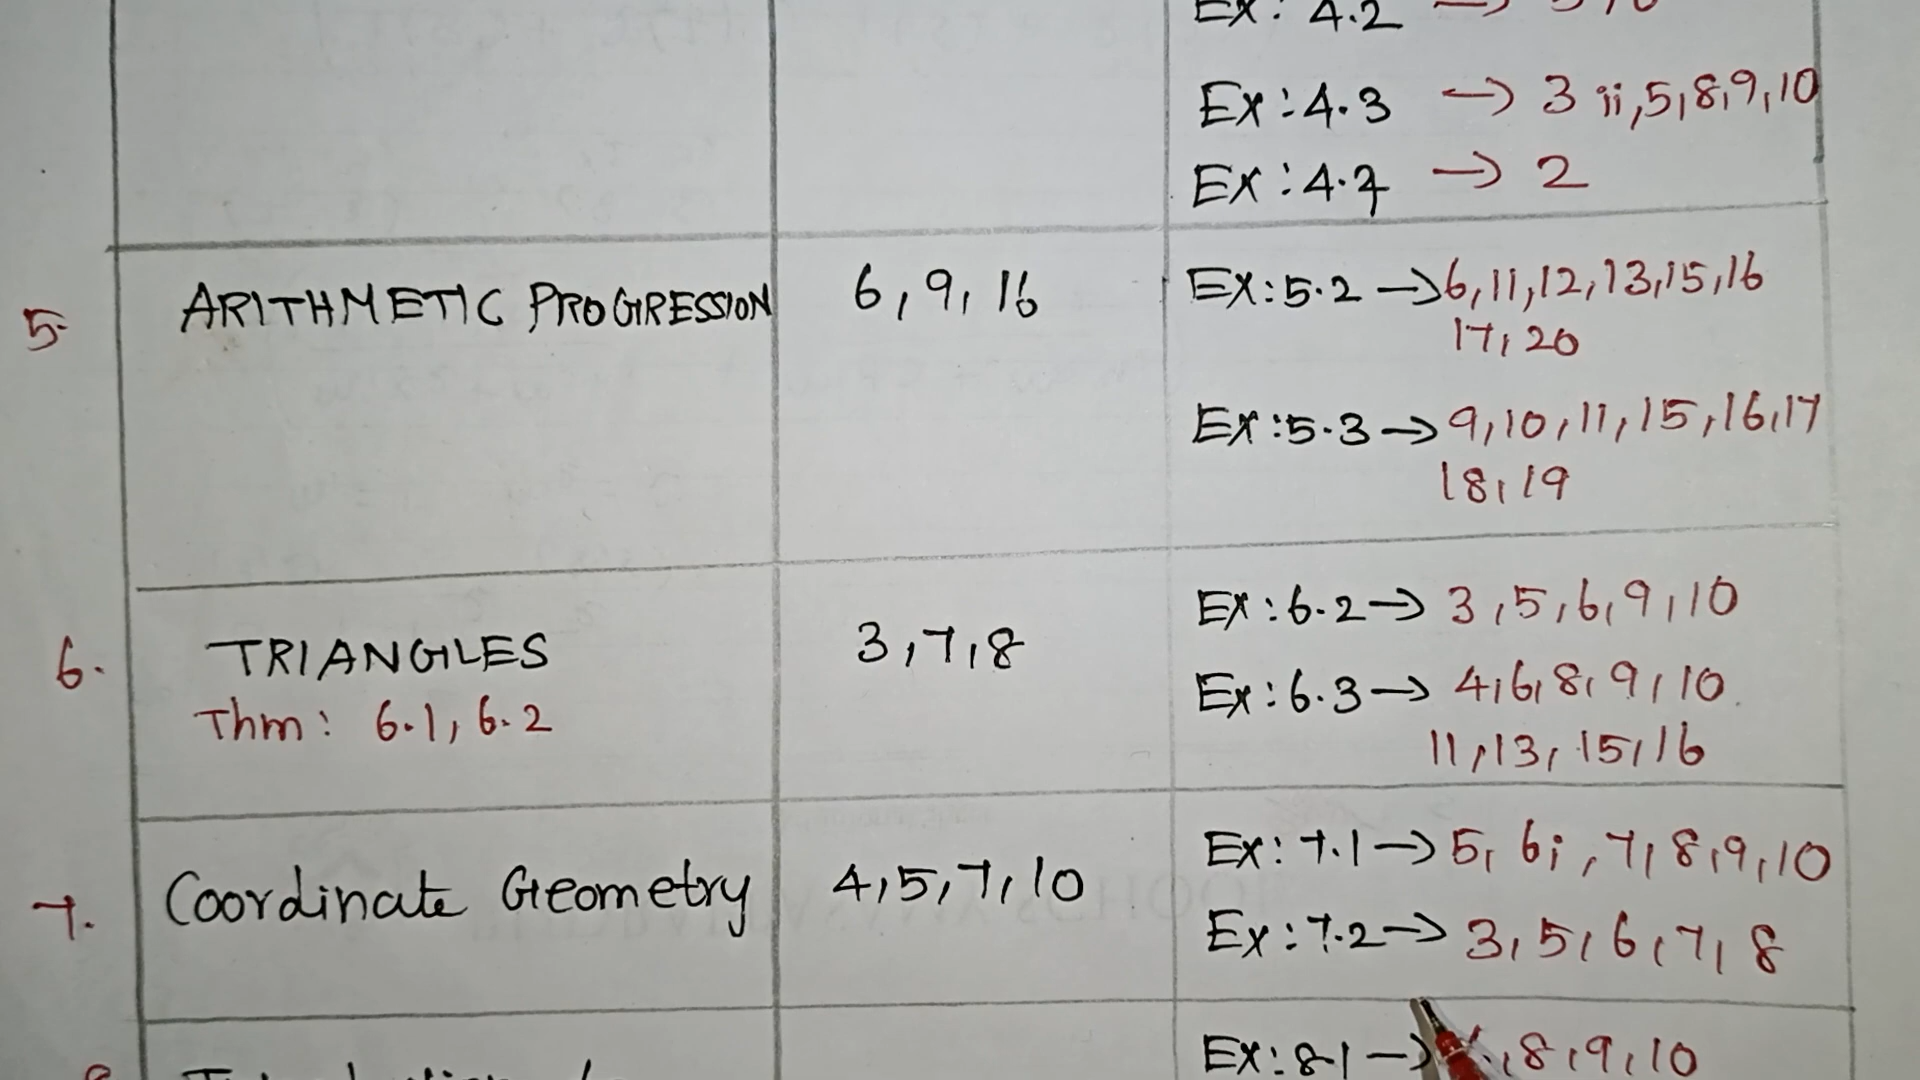 Ex: 4.2 →
Ex: 4.3 → 3 ii, 5, 8, 9, 10
Ex: 4.4 → 2
5. ARITHMETIC PROGRESSION 6, 9, 16 Ex: 5.2 → 6, 11, 12, 13, 15, 16
17, 20
Ex: 5.3 → 9, 10, 11, 15, 16, 17
18, 19
6. TRIANGLES 3, 7, 8 Ex: 6.2 → 3, 5, 6, 9, 10
Thm: 6.1, 6.2 Ex: 6.3 → 4, 6, 8, 9, 10
11, 13, 15, 16
7. Coordinate Geometry 4, 5, 7, 10 Ex: 7.1 → 5, 6i, 7, 8, 9, 10
Ex: 7.2 → 3, 5, 6, 7, 8
Ex: 8.1 → , 8, 9, 10